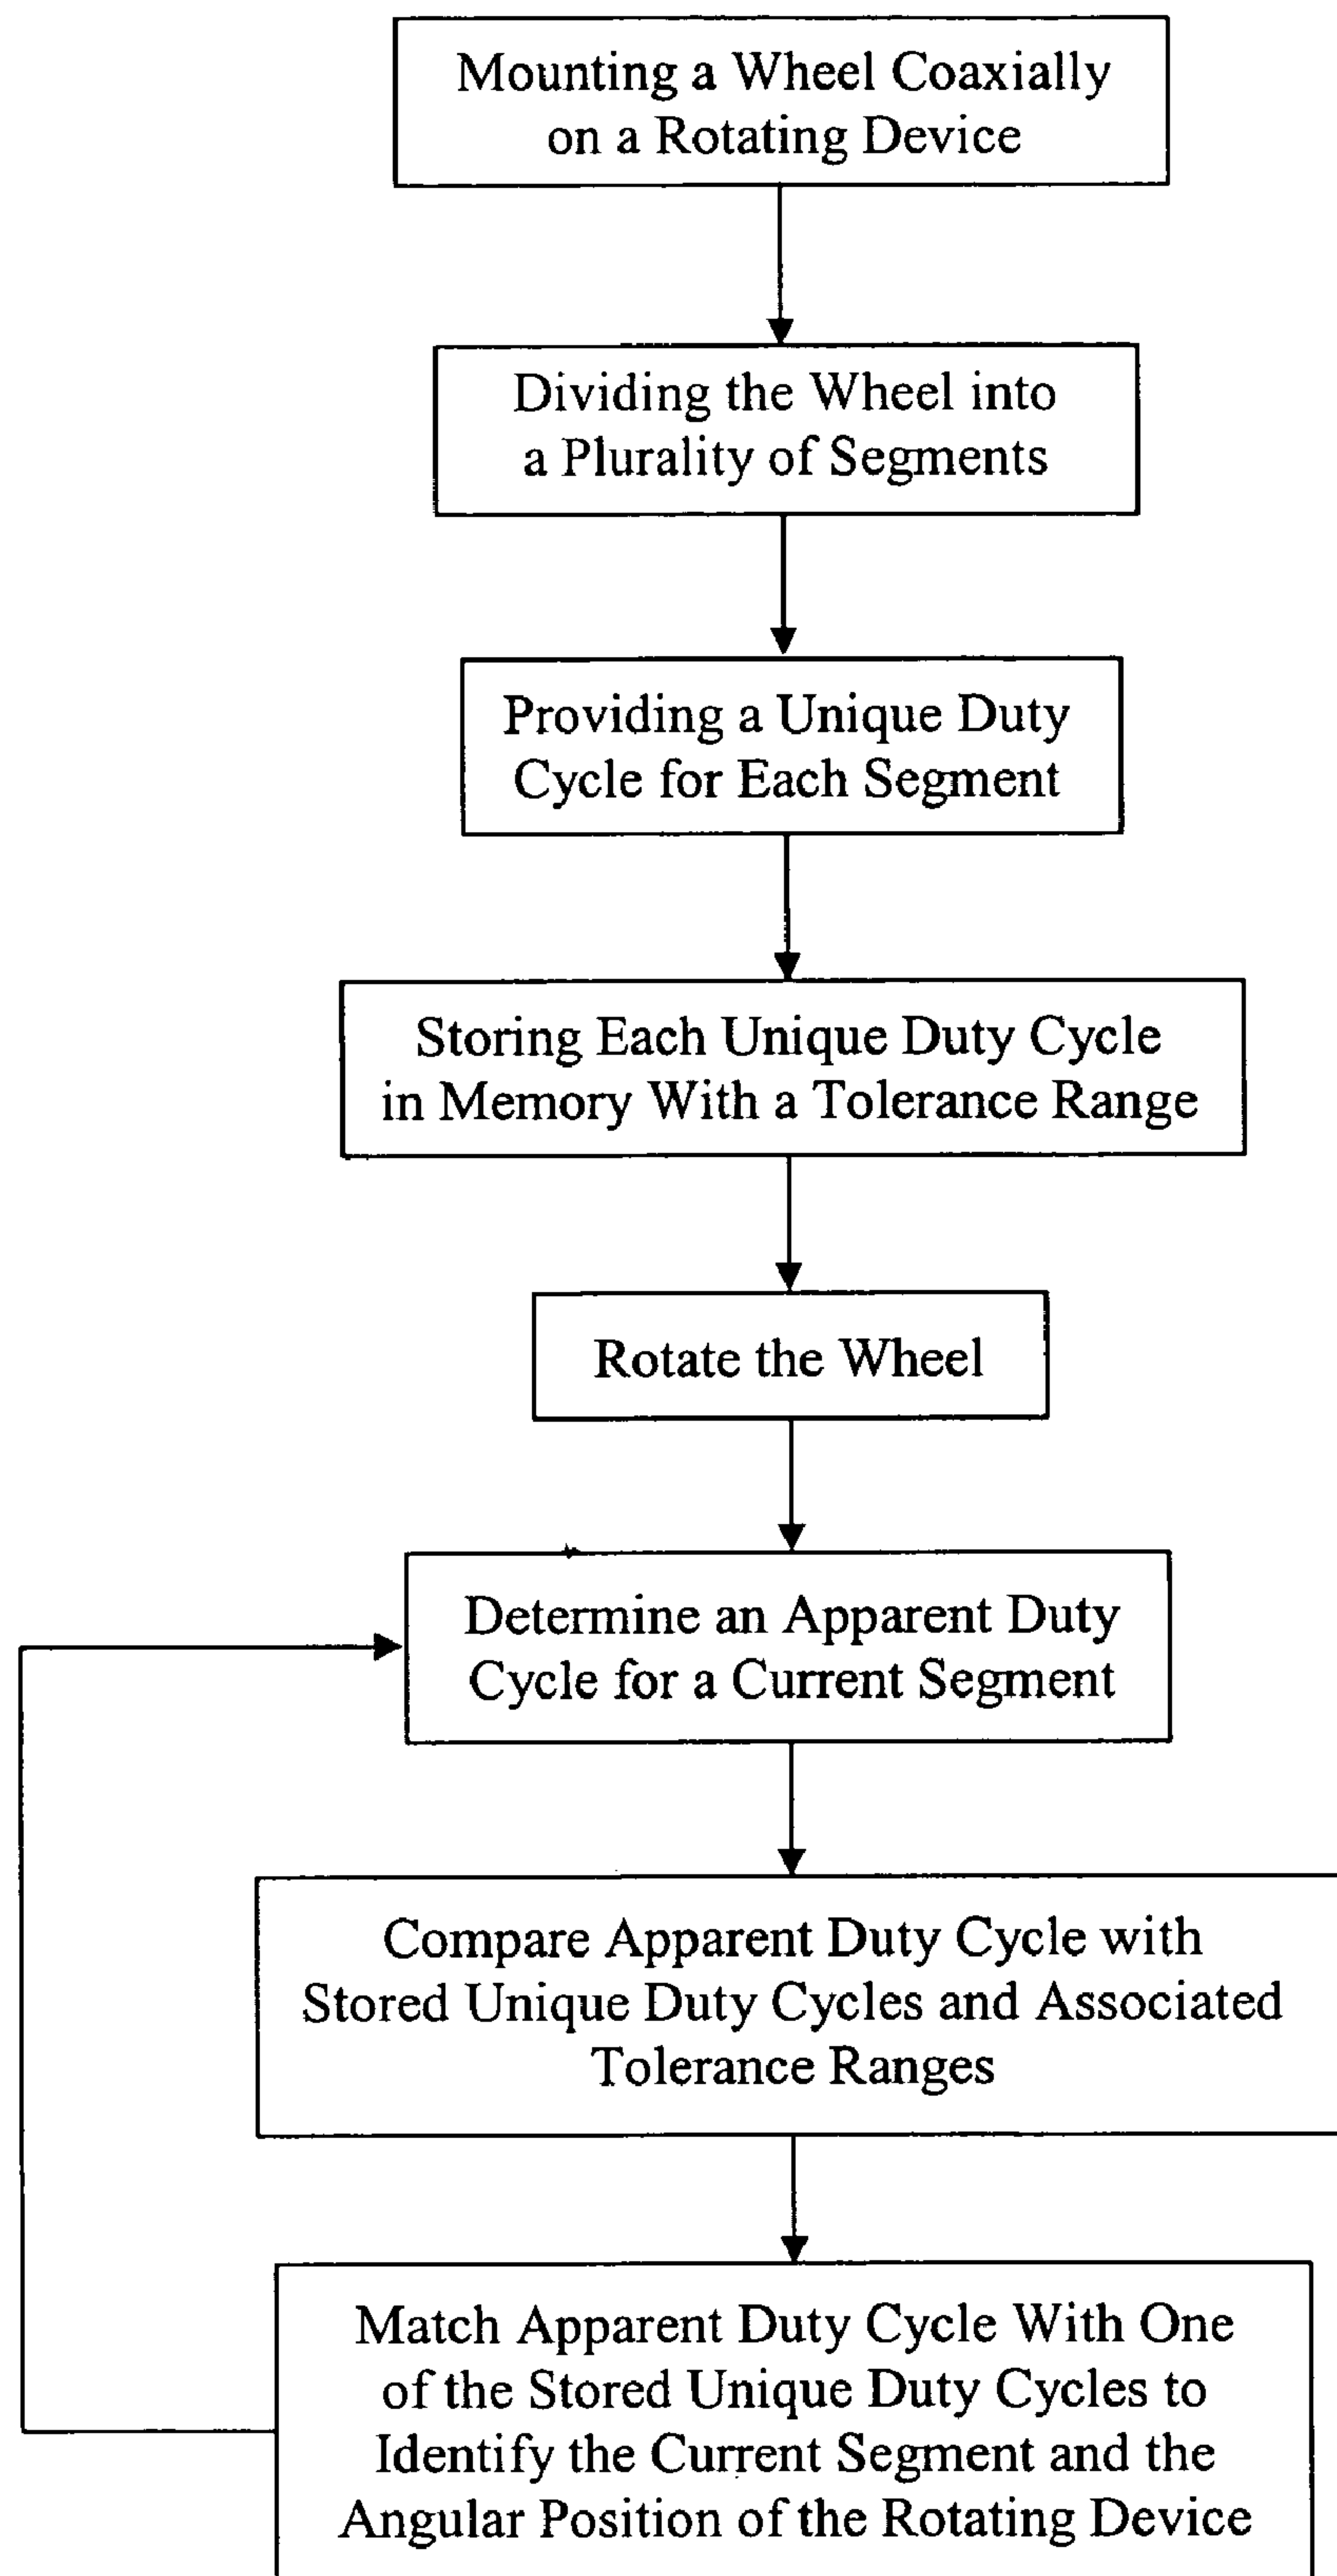 Mounting a Wheel Coaxially
on a Rotating Device
Dividing the Wheel into
a Plurality of Segments
Providing a Unique Duty
Cycle for Each Segment
Storing Each Unique Duty Cycle
in Memory With a Tolerance Range
Rotate the Wheel
Determine an Apparent Duty
Cycle for a Current Segment
Compare Apparent Duty Cycle with
Stored Unique Duty Cycles and Associated
Tolerance Ranges
Match Apparent Duty Cycle With One
of the Stored Unique Duty Cycles to
Identify the Current Segment and the
Angular Position of the Rotating Device